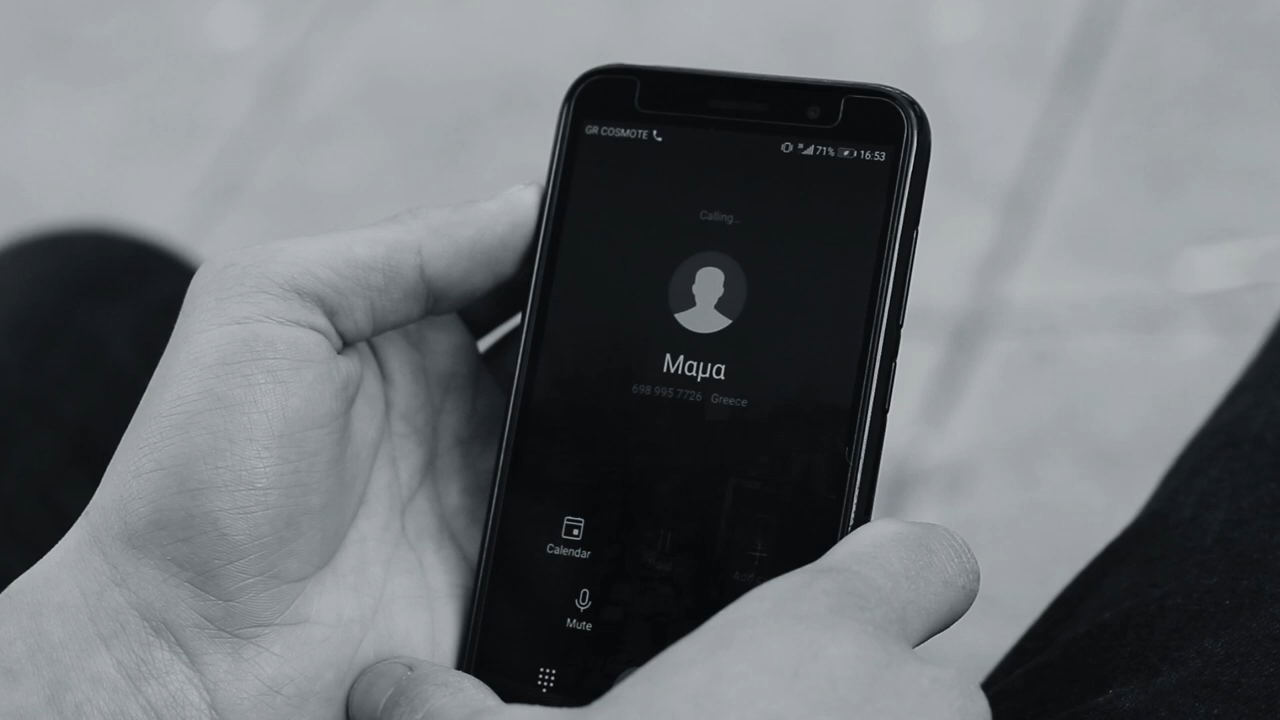 GR COSMOTE
71% 16:53
Calling...
Μαμα
698 995 7726 Greece
Calendar
Mute